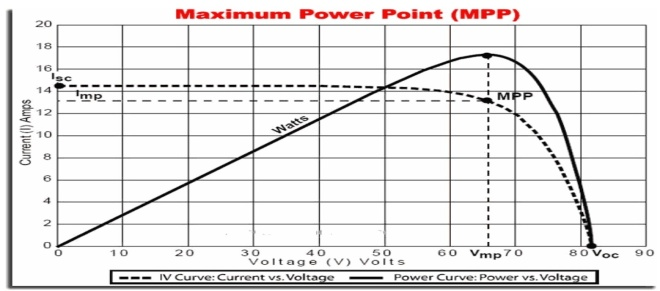 Maximum Power Point (MPP)
20
18
16
Isc
14
Imp
MPP
12
Watts
10
8
6
4
2
0
Current (I) Amps
0 10 20 30 40 50 Vmp 70 80 Voc 90
Voltage (V) Volts
IV Curve: Current vs. Voltage Power Curve: Power vs. Voltage